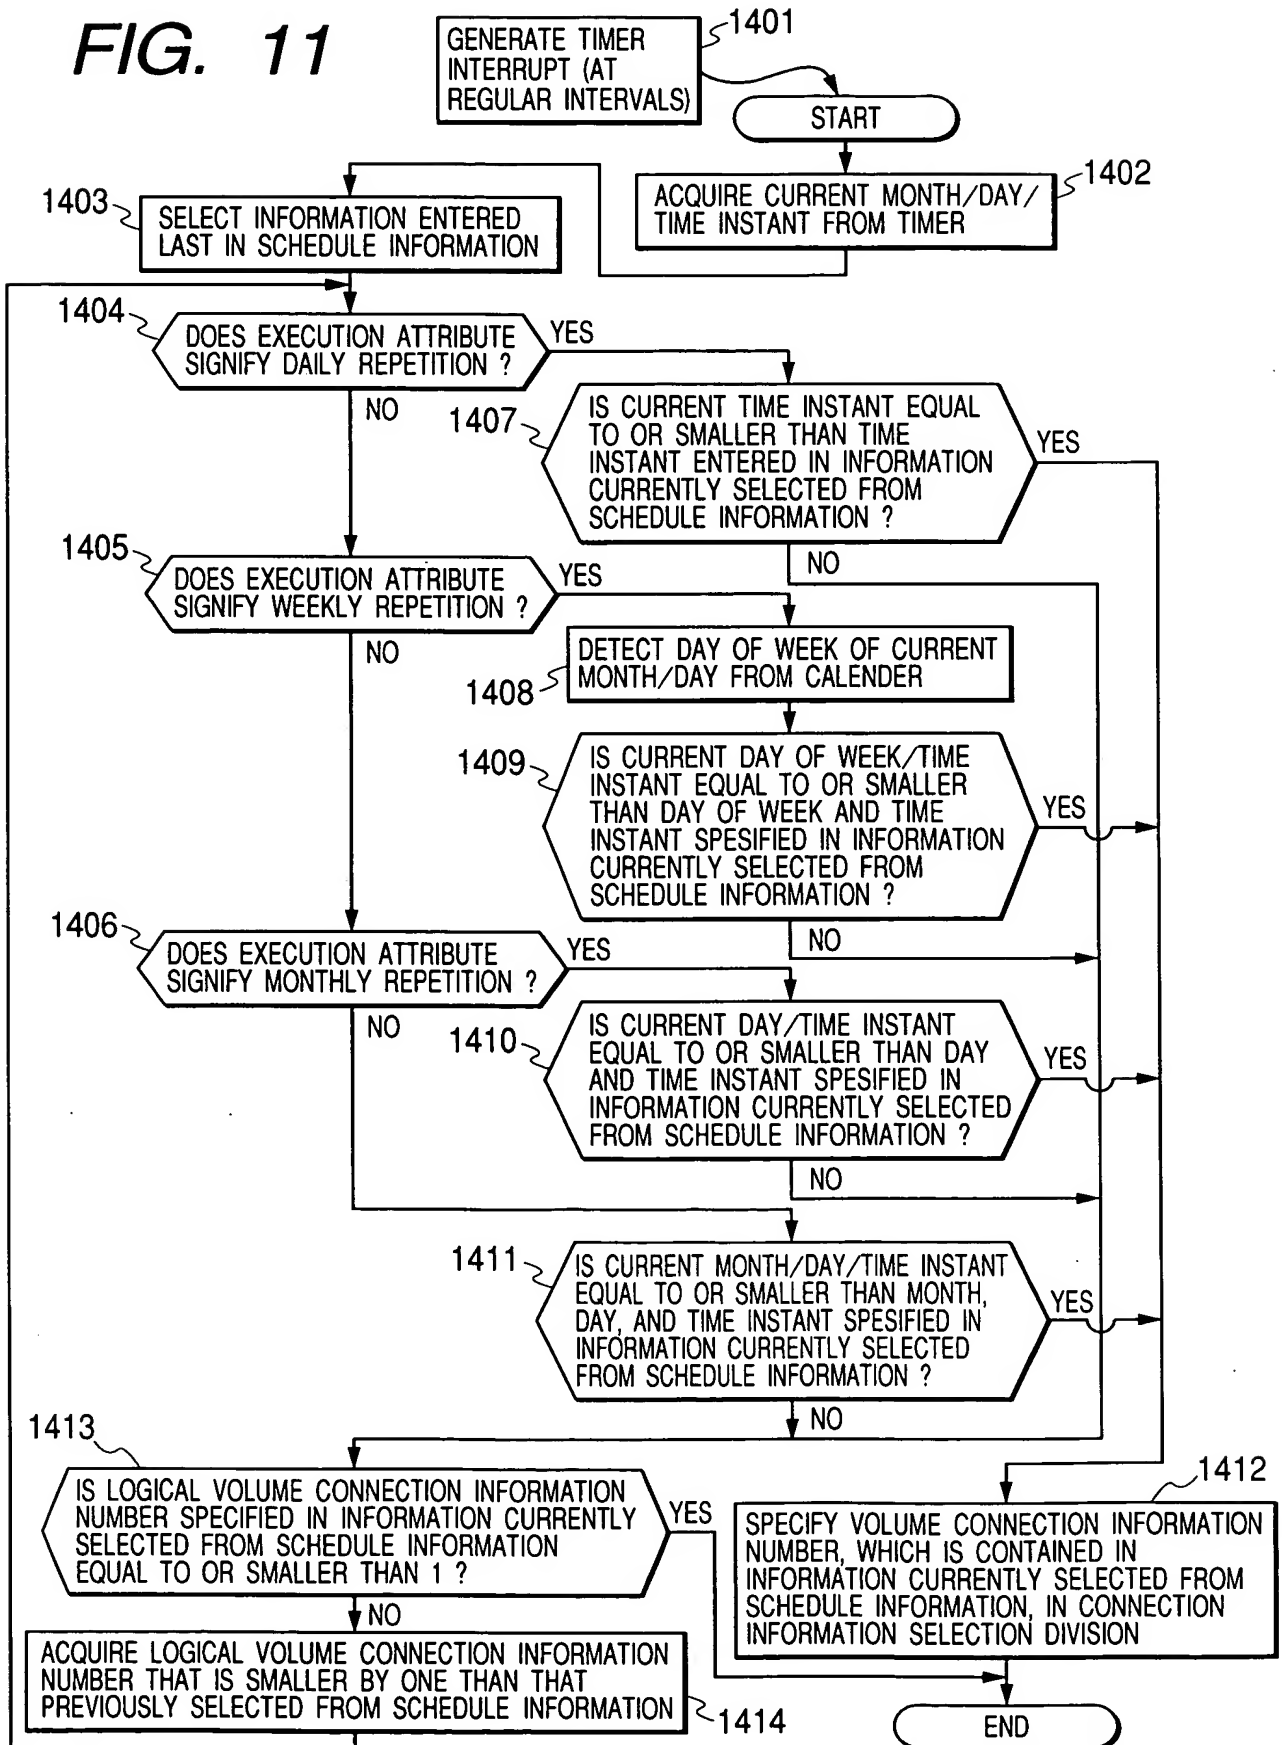 FIG. 11
1401
GENERATE TIMER
INTERRUPT (AT
REGULAR INTERVALS)
START
1402
ACQUIRE CURRENT MONTH/DAY/
TIME INSTANT FROM TIMER
1403
SELECT INFORMATION ENTERED
LAST IN SCHEDULE INFORMATION
1404
DOES EXECUTION ATTRIBUTE
SIGNIFY DAILY REPETITION ?
YES
NO
1407
IS CURRENT TIME INSTANT EQUAL
TO OR SMALLER THAN TIME
INSTANT ENTERED IN INFORMATION
CURRENTLY SELECTED FROM
SCHEDULE INFORMATION ?
YES
NO
1405
DOES EXECUTION ATTRIBUTE
SIGNIFY WEEKLY REPETITION ?
YES
NO
1408
DETECT DAY OF WEEK OF CURRENT
MONTH/DAY FROM CALENDER
1409
IS CURRENT DAY OF WEEK/TIME
INSTANT EQUAL TO OR SMALLER
THAN DAY OF WEEK AND TIME
INSTANT SPESIFIED IN INFORMATION
CURRENTLY SELECTED FROM
SCHEDULE INFORMATION ?
YES
NO
1406
DOES EXECUTION ATTRIBUTE
SIGNIFY MONTHLY REPETITION ?
YES
NO
1410
IS CURRENT DAY/TIME INSTANT
EQUAL TO OR SMALLER THAN DAY
AND TIME INSTANT SPESIFIED IN
INFORMATION CURRENTLY SELECTED
FROM SCHEDULE INFORMATION ?
YES
NO
1411
IS CURRENT MONTH/DAY/TIME INSTANT
EQUAL TO OR SMALLER THAN MONTH,
DAY, AND TIME INSTANT SPESIFIED IN
INFORMATION CURRENTLY SELECTED
FROM SCHEDULE INFORMATION ?
YES
NO
1413
IS LOGICAL VOLUME CONNECTION INFORMATION
NUMBER SPECIFIED IN INFORMATION CURRENTLY
SELECTED FROM SCHEDULE INFORMATION
EQUAL TO OR SMALLER THAN 1 ?
YES
NO
1412
SPECIFY VOLUME CONNECTION INFORMATION
NUMBER, WHICH IS CONTAINED IN
INFORMATION CURRENTLY SELECTED FROM
SCHEDULE INFORMATION, IN CONNECTION
INFORMATION SELECTION DIVISION
ACQUIRE LOGICAL VOLUME CONNECTION INFORMATION
NUMBER THAT IS SMALLER BY ONE THAN THAT
PREVIOUSLY SELECTED FROM SCHEDULE INFORMATION
1414
END